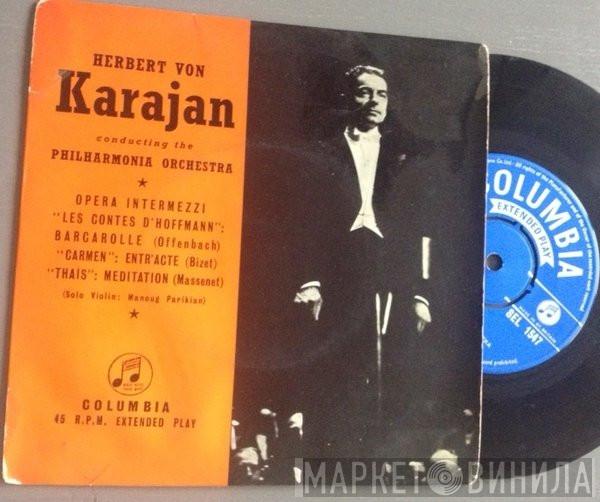 HERBERT VON
Karajan
conducting the
PHILHARMONIA ORCHESTRA
OPERA INTERMEZZI
"LES CONTES D'HOFFMANN":
BARCAROLLE (Offenbach)
"CARMEN": ENTR'ACTE (Bizet)
"THAIS": MEDITATION (Massenet)
(Solo Violin: Manoug Parikian)
COLUMBIA
45 R.P.M. EXTENDED PLAY
COLUMBIA
EXTENDED PLAY
SEL 1547
МАРКЕТ ВИНИЛА